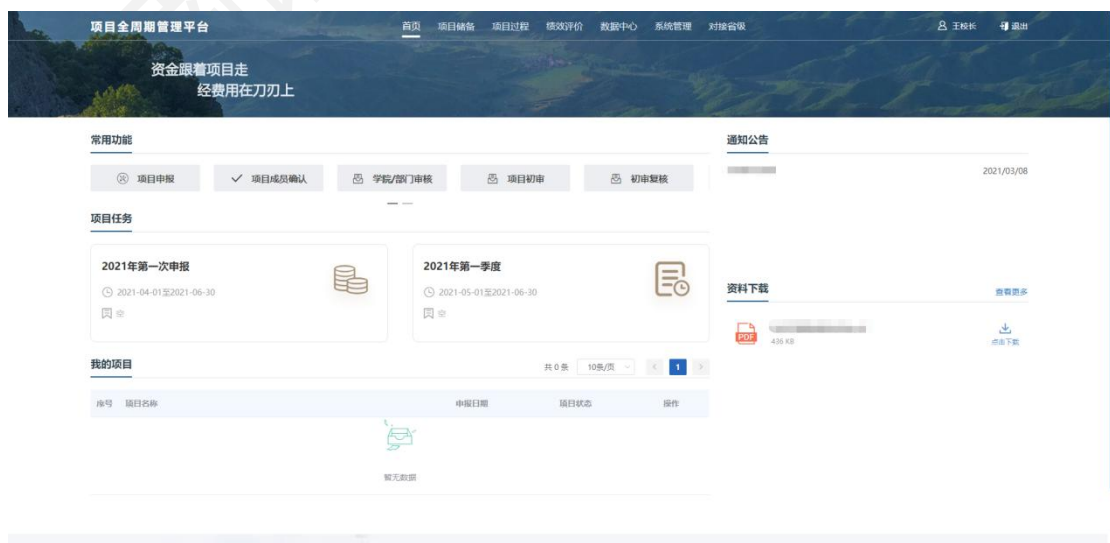 项目全周期管理平台
首页 项目储备 项目过程 绩效评价 数据中心 系统管理 对接省级
王校长 退出
资金跟着项目走
经费用在刀刃上
常用功能
项目申报 项目成员确认 学院/部门审核 项目初审 初审复核
项目任务
2021年第一次申报
2021-04-01至2021-06-30
空
2021年第一季度
2021-05-01至2021-06-30
空
我的项目
共 0 条 10条/页 < 1 >
序号 项目名称 申报日期 项目状态 操作
暂无数据
通知公告
2021/03/08
资料下载 查看更多
PDF
436 KB
点击下载